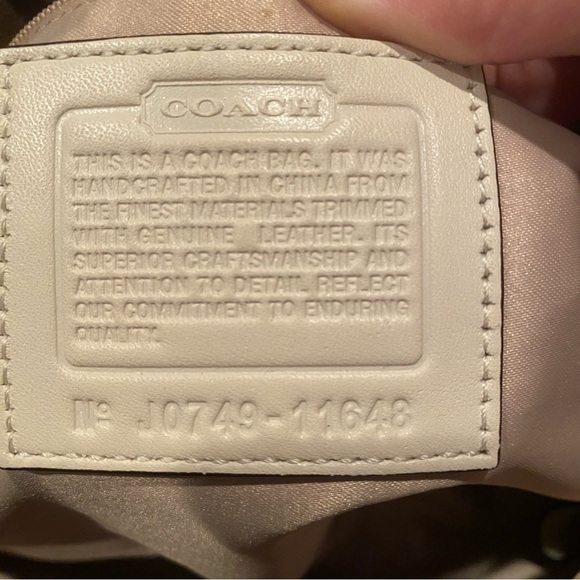 COACH
THIS IS A COACH BAG. IT WAS
HANDCRAFTED IN CHINA FROM
THE FINEST MATERIALS TRIMMED
WITH GENUINE LEATHER. ITS
SUPERIOR CRAFTSMANSHIP AND
ATTENTION TO DETAIL REFLECT
OUR COMMITMENT TO ENDURING
QUALITY.
Nº J0749-11648